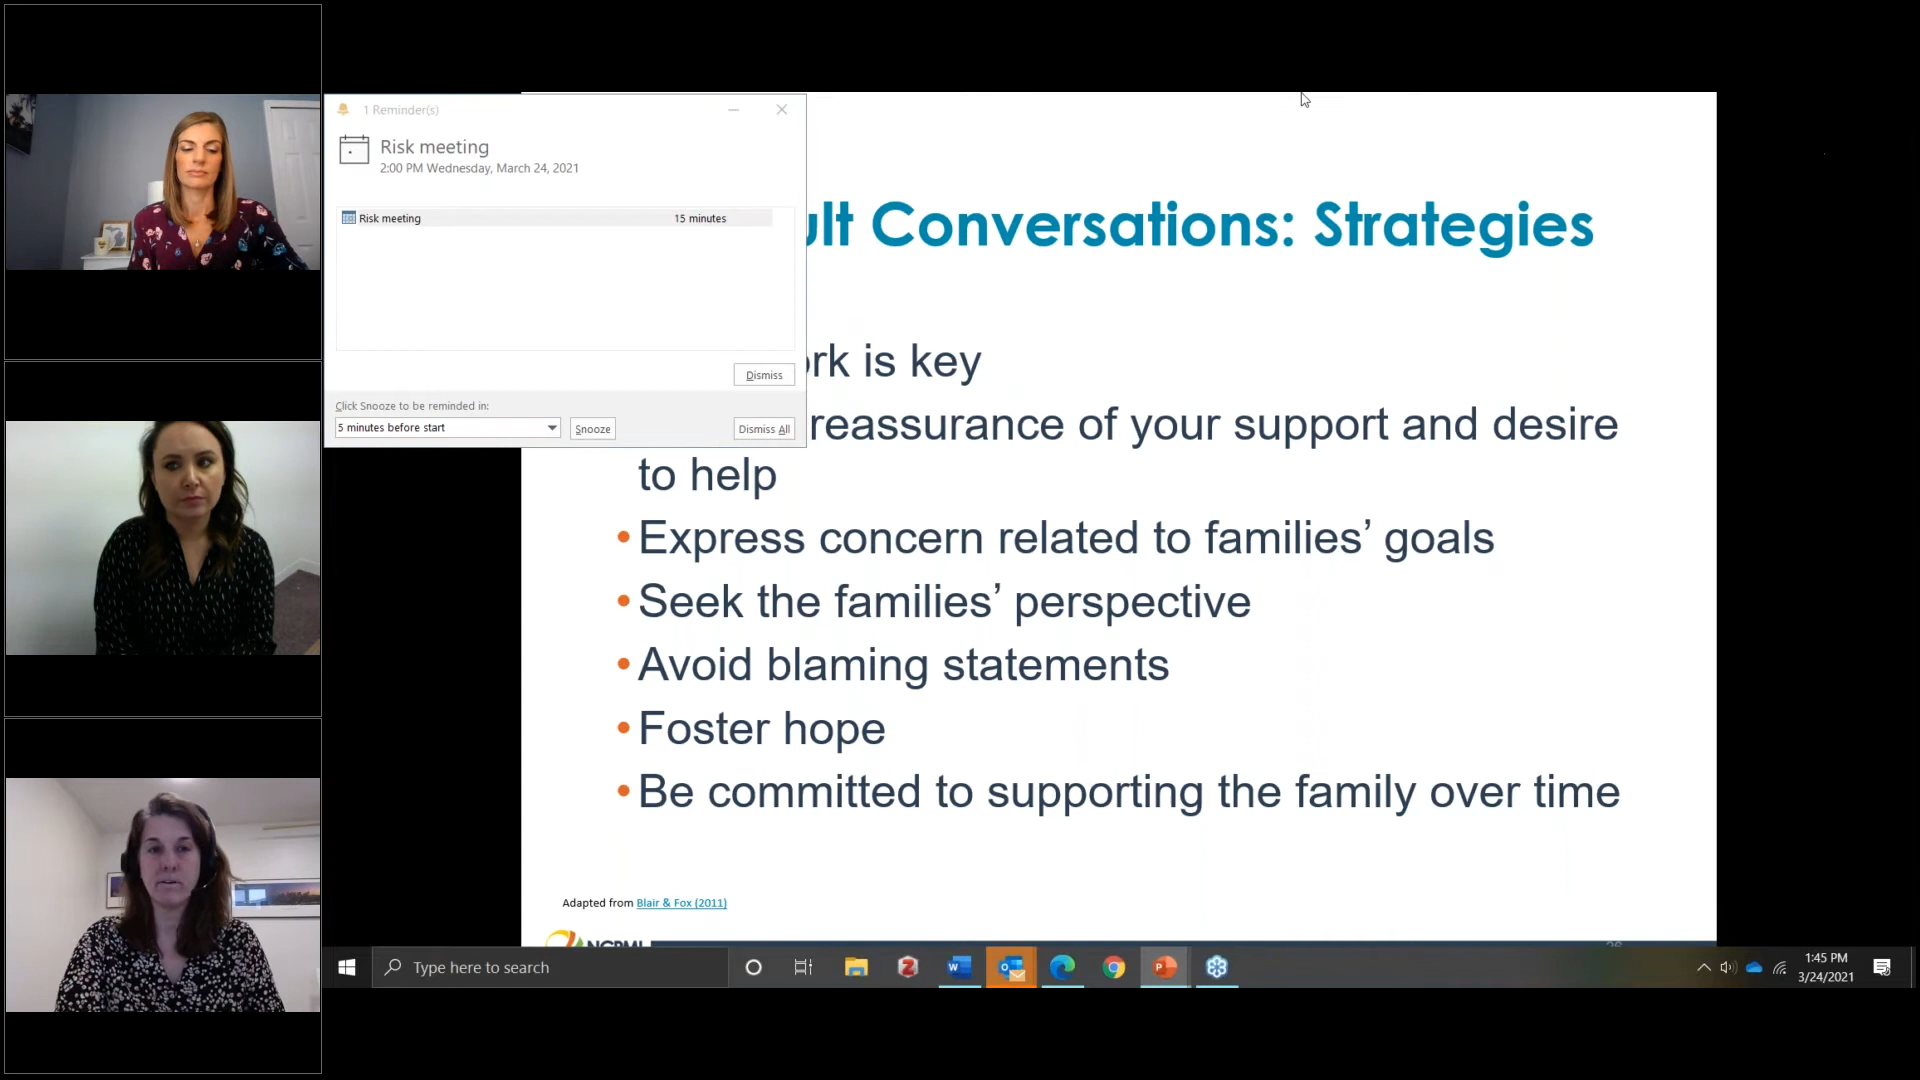 1 Reminder(s)
Risk meeting
2:00 PM Wednesday, March 24, 2021
Risk meeting 15 minutes
Dismiss
Click Snooze to be reminded in:
5 minutes before start
Snooze
Dismiss All
ult Conversations: Strategies
ork is key
reassurance of your support and desire
to help
•Express concern related to families’ goals
•Seek the families’ perspective
•Avoid blaming statements
•Foster hope
•Be committed to supporting the family over time
Adapted from Blair & Fox (2011)
Type here to search
1:45 PM
3/24/2021